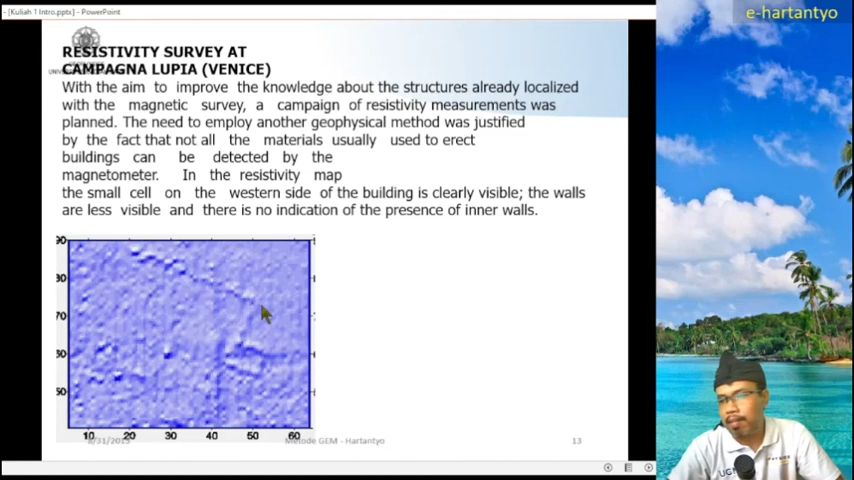 - [Kuliah 1 Intro.pptx] - PowerPoint
e-hartantyo
RESISTIVITY SURVEY AT
CAMPAGNA LUPIA (VENICE)
With the aim to improve the knowledge about the structures already localized
with the magnetic survey, a campaign of resistivity measurements was
planned. The need to employ another geophysical method was justified
by the fact that not all the materials usually used to erect
buildings can be detected by the
magnetometer. In the resistivity map
the small cell on the western side of the building is clearly visible; the walls
are less visible and there is no indication of the presence of inner walls.
90
80
70
60
50
10 20 30 40 50 60
8/31/2015
Metode GEM - Hartantyo
13
UGM